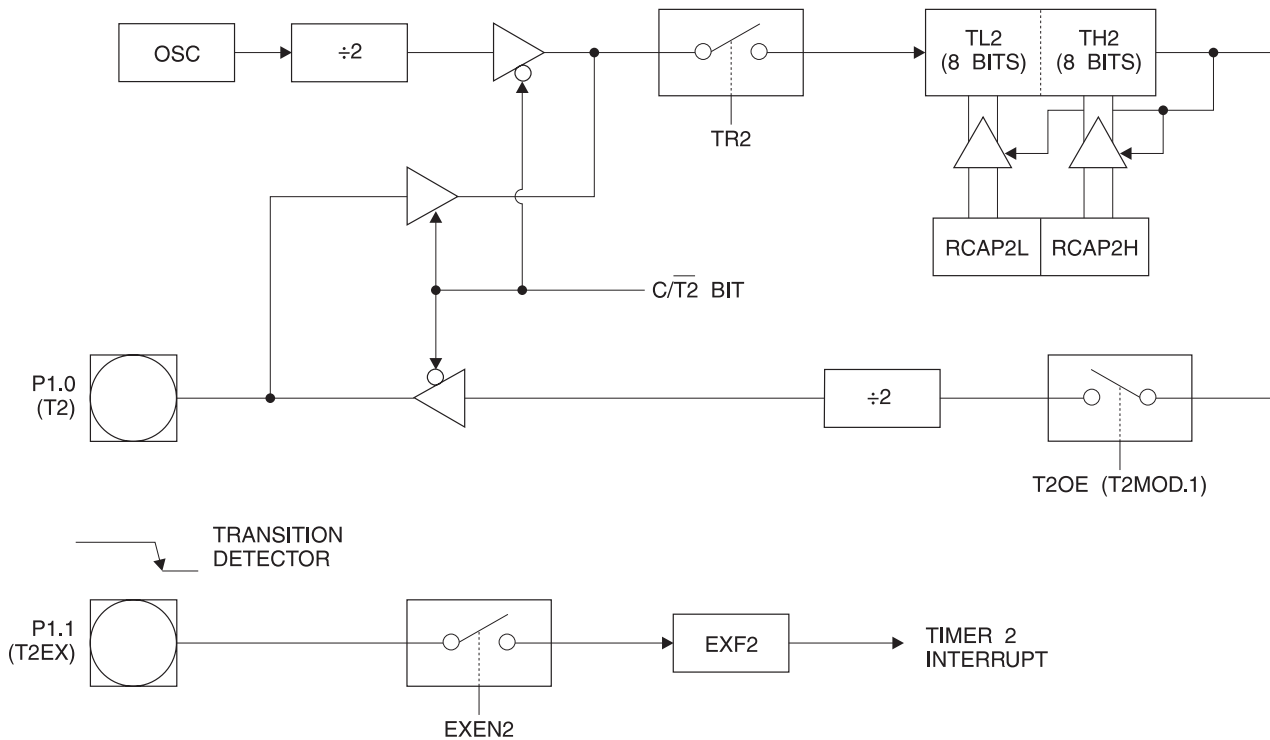 OSC
÷2
TR2
TL2
(8 BITS)
TH2
(8 BITS)
RCAP2L
RCAP2H
C/T̅2̅ BIT
P1.0
(T2)
÷2
T2OE (T2MOD.1)
TRANSITION
DETECTOR
P1.1
(T2EX)
EXEN2
EXF2
TIMER 2
INTERRUPT